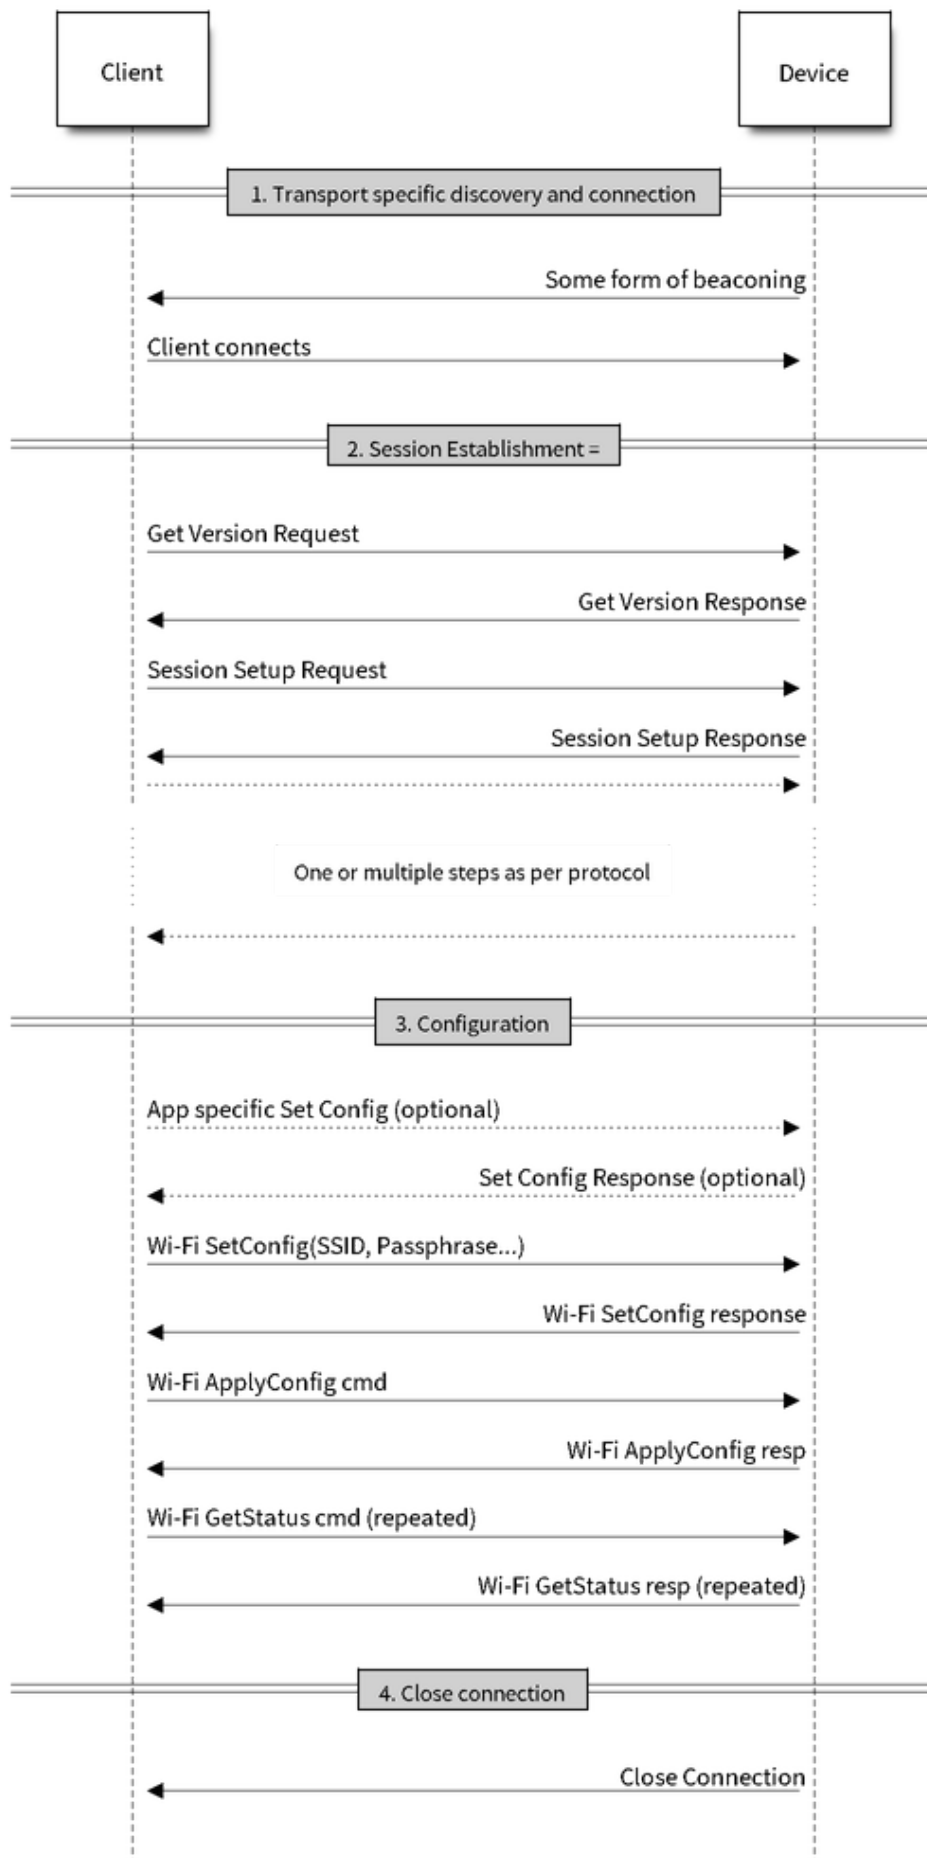 Client
Device
1. Transport specific discovery and connection
Some form of beaconing
Client connects
2. Session Establishment =
Get Version Request
Get Version Response
Session Setup Request
Session Setup Response
One or multiple steps as per protocol
3. Configuration
App specific Set Config (optional)
Set Config Response (optional)
Wi-Fi SetConfig(SSID, Passphrase...)
Wi-Fi SetConfig response
Wi-Fi ApplyConfig cmd
Wi-Fi ApplyConfig resp
Wi-Fi GetStatus cmd (repeated)
Wi-Fi GetStatus resp (repeated)
4. Close connection
Close Connection